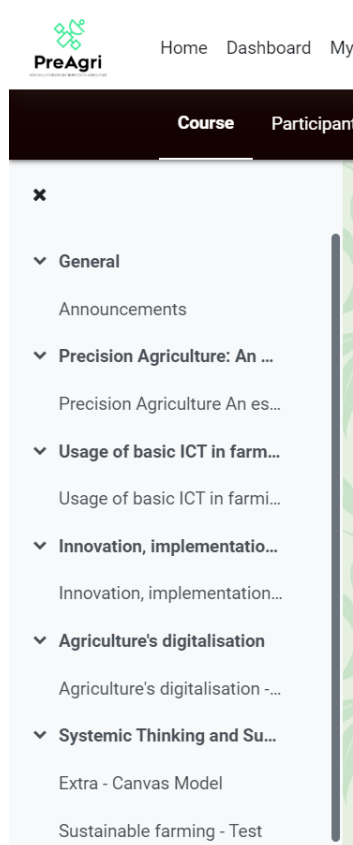 PreAgri
Home Dashboard My
Course Participant
General
Announcements
Precision Agriculture: An ...
Precision Agriculture An es...
Usage of basic ICT in farm...
Usage of basic ICT in farmi...
Innovation, implementatio...
Innovation, implementation...
Agriculture's digitalisation
Agriculture's digitalisation -...
Systemic Thinking and Su...
Extra - Canvas Model
Sustainable farming - Test